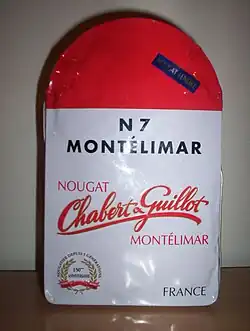 N 7
MONTÉLIMAR
NOUGAT
Chabert & Guillot
MONTÉLIMAR
FRANCE